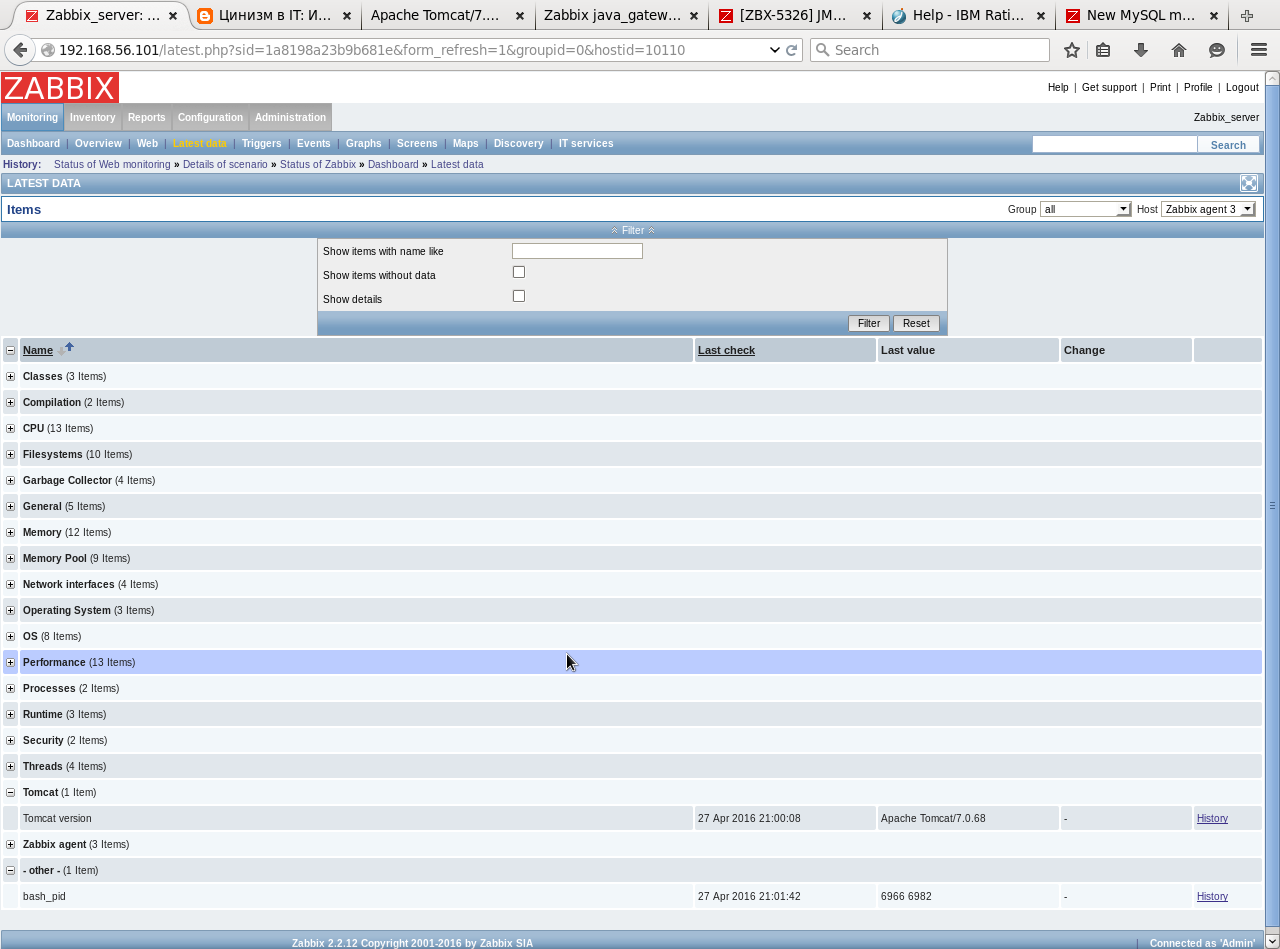 Zabbix_server: ... Цинизм в IT: И... Apache Tomcat/7.... Zabbix java_gatew... [ZBX-5326] JM... Help - IBM Rati... New MySQL m...
192.168.56.101/latest.php?sid=1a8198a23b9b681e&form_refresh=1&groupid=0&hostid=10110 Search
ZABBIX Help | Get support | Print | Profile | Logout
Monitoring Inventory Reports Configuration Administration Zabbix_server
Dashboard | Overview | Web | Latest data | Triggers | Events | Graphs | Screens | Maps | Discovery | IT services Search
History: Status of Web monitoring » Details of scenario » Status of Zabbix » Dashboard » Latest data
LATEST DATA
Items Group all Host Zabbix agent 3
Filter
Show items with name like
Show items without data
Show details
Filter Reset
Name Last check Last value Change
Classes (3 Items)
Compilation (2 Items)
CPU (13 Items)
Filesystems (10 Items)
Garbage Collector (4 Items)
General (5 Items)
Memory (12 Items)
Memory Pool (9 Items)
Network interfaces (4 Items)
Operating System (3 Items)
OS (8 Items)
Performance (13 Items)
Processes (2 Items)
Runtime (3 Items)
Security (2 Items)
Threads (4 Items)
Tomcat (1 Item)
Tomcat version 27 Apr 2016 21:00:08 Apache Tomcat/7.0.68 - History
Zabbix agent (3 Items)
- other - (1 Item)
bash_pid 27 Apr 2016 21:01:42 6966 6982 - History
Zabbix 2.2.12 Copyright 2001-2016 by Zabbix SIA | Connected as 'Admin'